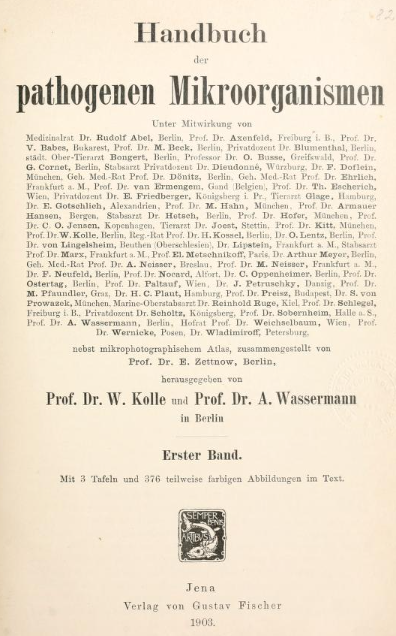 Handbuch
der
pathogenen Mikroorganismen
Unter Mitwirkung von
Medizinalrat Dr. Rudolf Abel, Berlin, Prof. Dr. Axenfeld, Freiburg i. B., Prof. Dr.
V. Babes, Bukarest, Prof. Dr. M. Beck, Berlin, Privatdozent Dr. Blumenthal, Berlin,
städt. Ober-Tierarzt Bongert, Berlin, Professor Dr. O. Busse, Greifswald, Prof. Dr.
G. Cornet, Berlin, Stabsarzt Privatdozent Dr. Dieudonné, Würzburg, Dr. F. Doflein,
München, Geh. Med.-Rat Prof. Dr. Dönitz, Berlin, Geh. Med.-Rat Prof. Dr. Ehrlich,
Frankfurt a. M., Prof. Dr. van Ermengem, Gand (Belgien), Prof. Dr. Th. Escherich,
Wien, Privatdozent Dr. E. Friedberger, Königsberg i. Pr., Tierarzt Glage, Hamburg,
Dr. E. Gotschlich, Alexandrien, Prof. Dr. M. Hahn, München, Prof. Dr. Armauer
Hansen, Bergen, Stabsarzt Dr. Hetsch, Berlin, Prof. Dr. Hofer, München, Prof.
Dr. C. O. Jensen, Kopenhagen, Tierarzt Dr. Joest, Stettin, Prof. Dr. Kitt, München,
Prof. Dr. W. Kolle, Berlin, Reg.-Rat Prof. Dr. H. Kossel, Berlin, Dr. O. Lentz, Berlin, Prof.
Dr. von Lingelsheim, Beuthen (Oberschlesien), Dr. Lipstein, Frankfurt a. M., Stabsarzt
Prof. Dr. Marx, Frankfurt a. M., Prof. El. Metschnikoff, Paris, Dr. Arthur Meyer, Berlin,
Geh. Med.-Rat Prof. Dr. A. Neisser, Breslau, Prof. Dr. M. Neisser, Frankfurt a. M.,
Dr. F. Neufeld, Berlin, Prof. Dr. Nocard, Alfort, Dr. C. Oppenheimer, Berlin, Prof. Dr.
Ostertag, Berlin, Prof. Dr. Paltauf, Wien, Dr. J. Petruschky, Danzig, Prof. Dr.
M. Pfaundler, Graz, Dr. H. C. Plaut, Hamburg, Prof. Dr. Preisz, Budapest, Dr. S. von
Prowazek, München, Marine-Oberstabsarzt Dr. Reinhold Ruge, Kiel, Prof. Dr. Schlegel,
Freiburg i. B., Privatdozent Dr. Scholtz, Königsberg, Prof. Dr. Sobernheim, Halle a. S.,
Prof. Dr. A. Wassermann, Berlin, Hofrat Prof. Dr. Weichselbaum, Wien, Prof.
Dr. Wernicke, Posen, Dr. Wladimiroff, Petersburg,
nebst mikrophotographischem Atlas, zusammengestellt von
Prof. Dr. E. Zettnow, Berlin,
herausgegeben von
Prof. Dr. W. Kolle und Prof. Dr. A. Wassermann
in Berlin
Erster Band.
Mit 3 Tafeln und 376 teilweise farbigen Abbildungen im Text.
SEMPER
BONIS
ARTIBUS
Jena
Verlag von Gustav Fischer
1903.